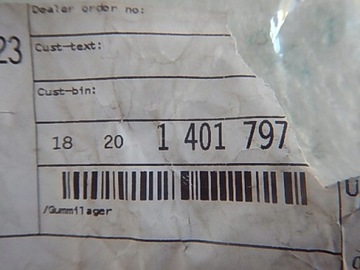 Dealer order no:
23
Cust-text:
Cust-bin:
18 20 1 401 797
/Gummilager